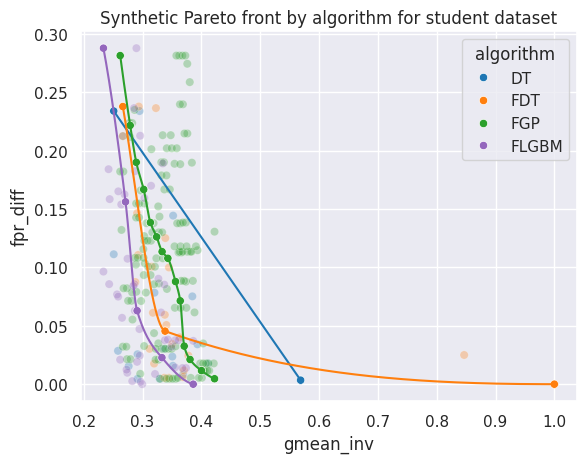 Synthetic Pareto front by algorithm for student dataset
0.30
0.25
0.20
0.15
0.10
0.05
0.00
fpr_diff
algorithm
DT
FDT
FGP
FLGBM
0.2 0.3 0.4 0.5 0.6 0.7 0.8 0.9 1.0
gmean_inv